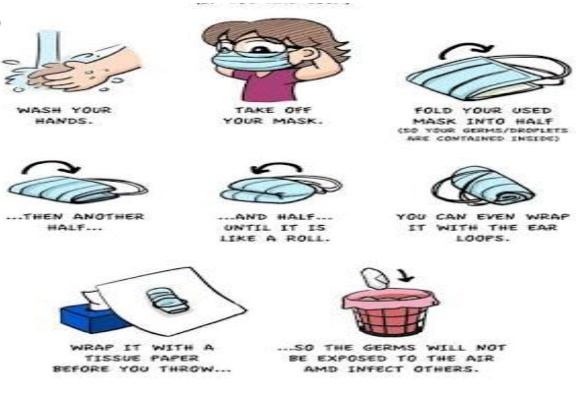 WASH YOUR
HANDS.
TAKE OFF
YOUR MASK.
FOLD YOUR USED
MASK INTO HALF
(SO YOUR GERMS/DROPLETS
ARE CONTAINED INSIDE)
...THEN ANOTHER
HALF...
...AND HALF...
UNTIL IT IS
LIKE A ROLL.
YOU CAN EVEN WRAP
IT WITH THE EAR
LOOPS.
WRAP IT WITH A
TISSUE PAPER
BEFORE YOU THROW...
...SO THE GERMS WILL NOT
BE EXPOSED TO THE AIR
AMD INFECT OTHERS.